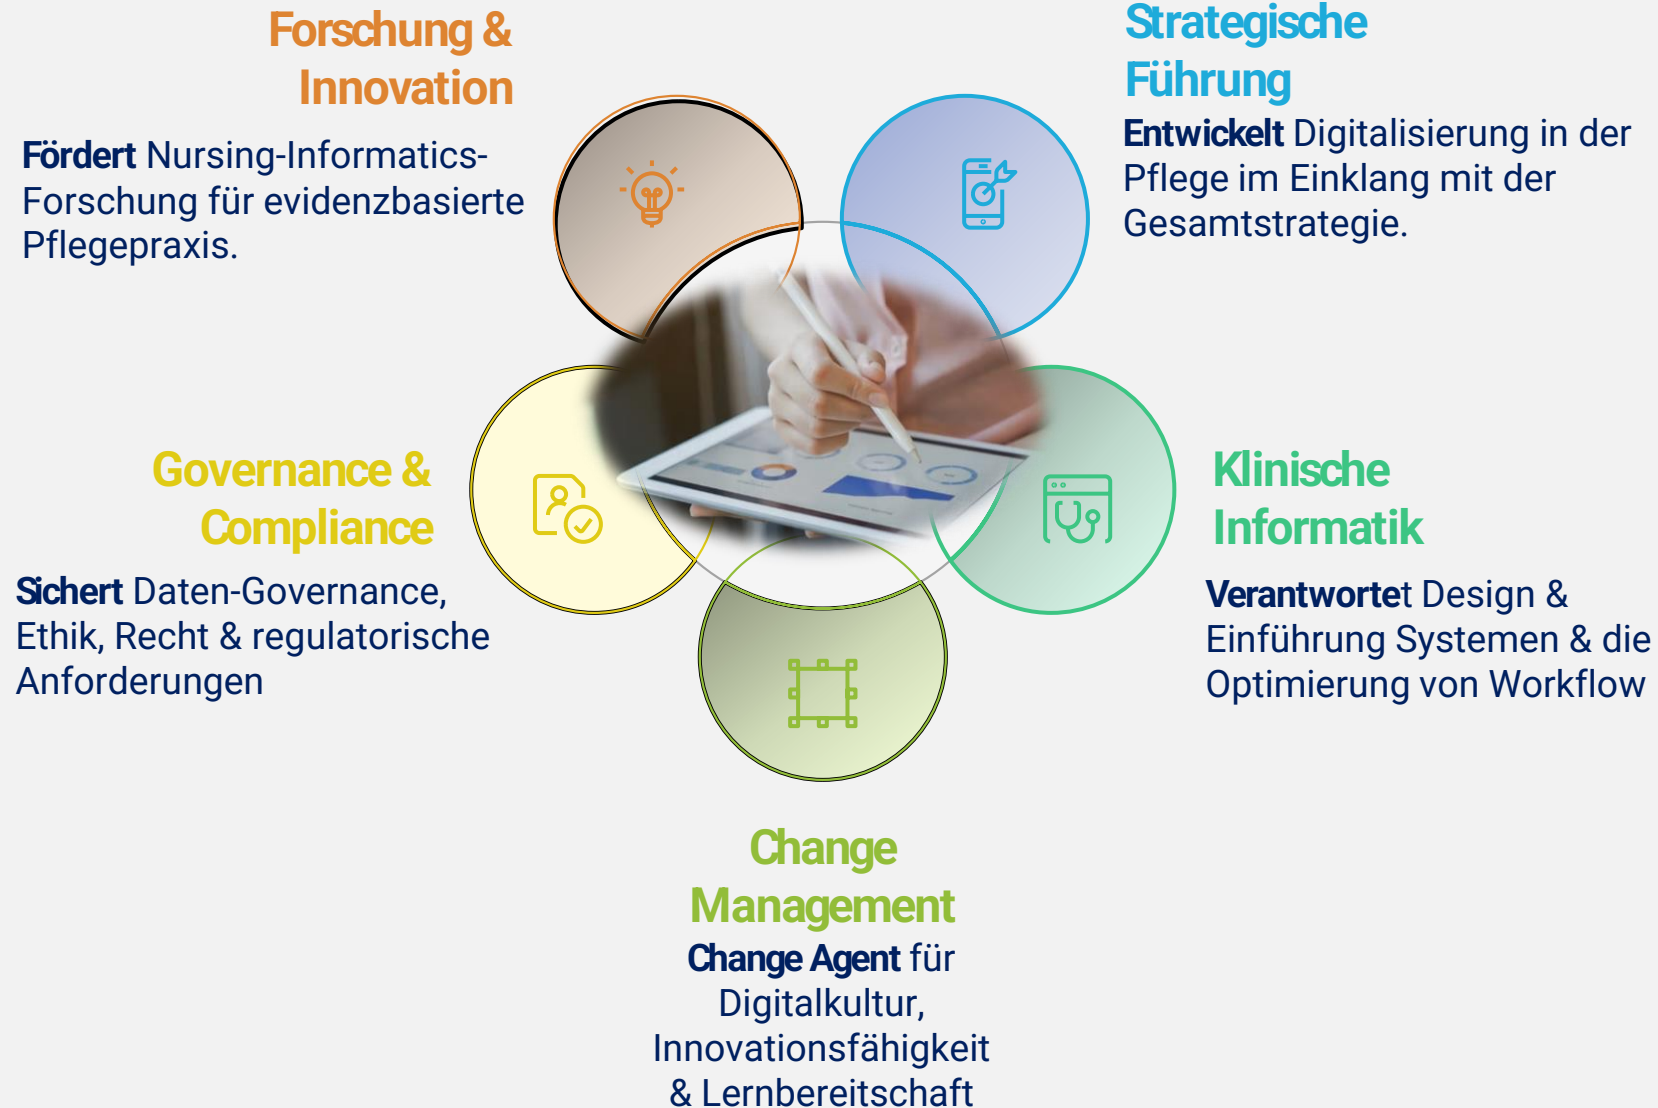 Forschung &
Innovation
Fördert Nursing-Informatics-
Forschung für evidenzbasierte
Pflegepraxis.
Strategische
Führung
Entwickelt Digitalisierung in der
Pflege im Einklang mit der
Gesamtstrategie.
Governance &
Compliance
Sichert Daten-Governance,
Ethik, Recht & regulatorische
Anforderungen
Klinische
Informatik
Verantwortet Design &
Einführung Systemen & die
Optimierung von Workflow
Change
Management
Change Agent für
Digitalkultur,
Innovationsfähigkeit
& Lernbereitschaft